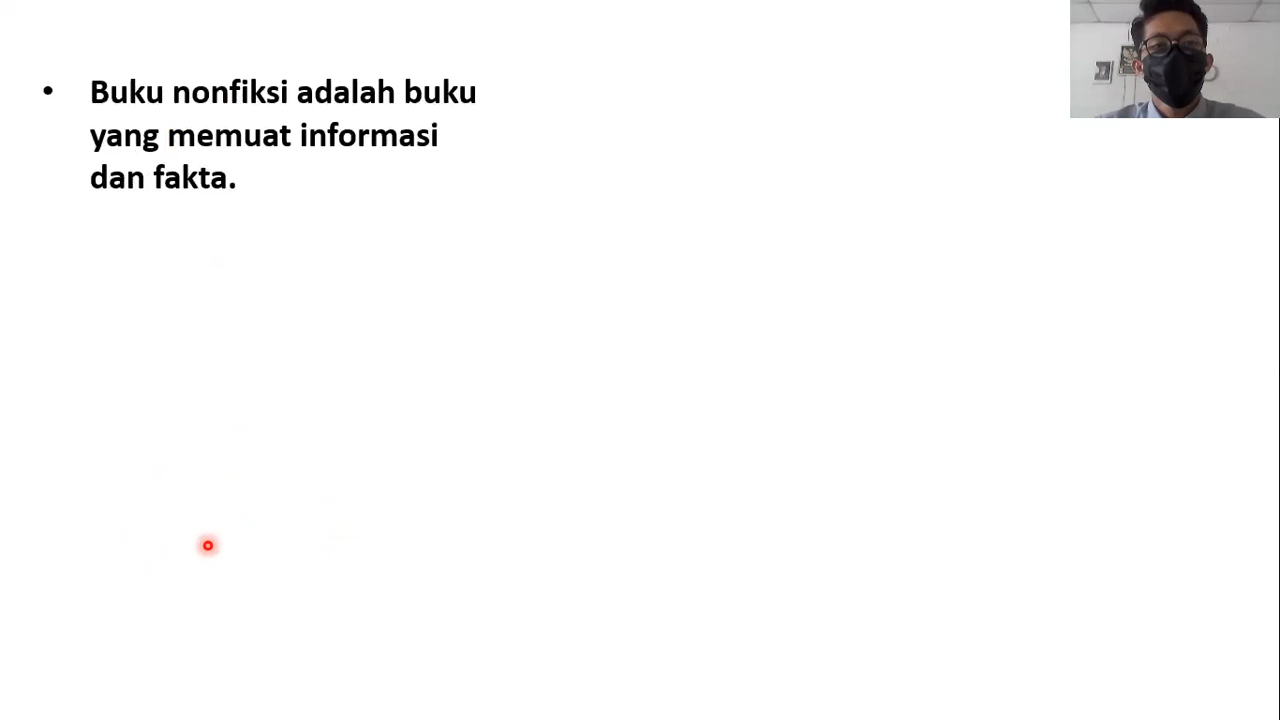 • Buku nonfiksi adalah buku
yang memuat informasi
dan fakta.